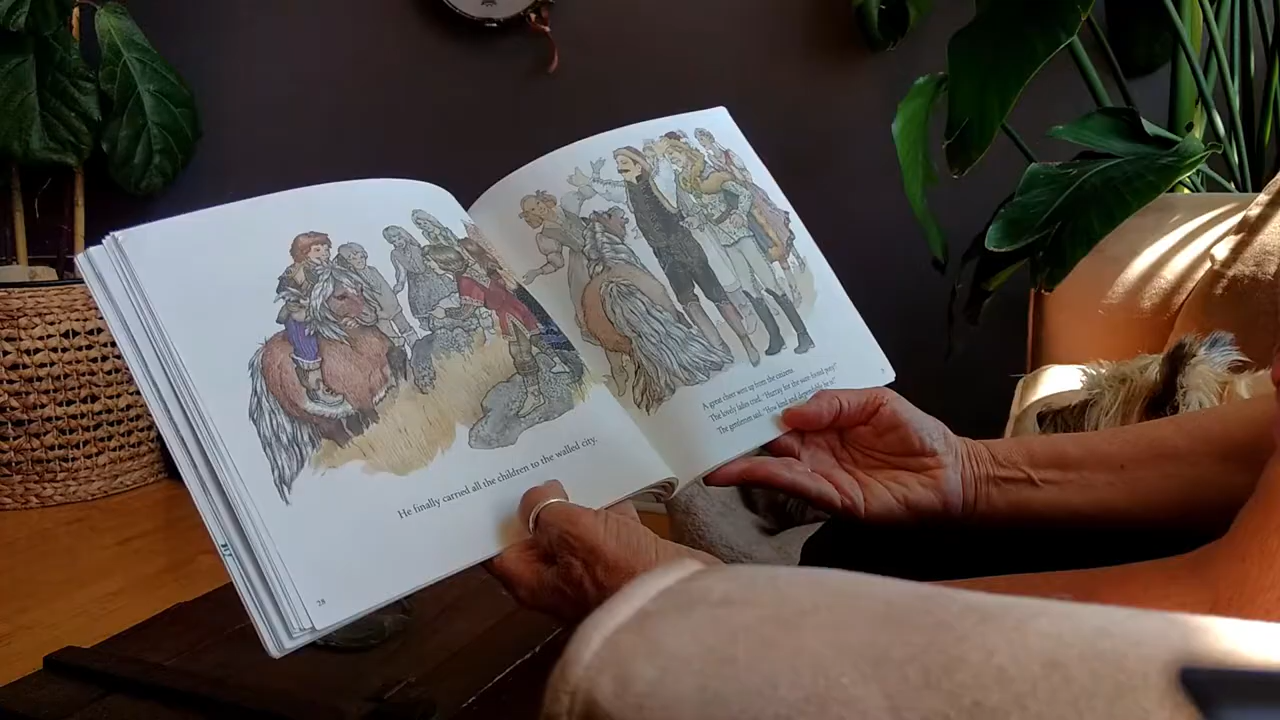 He finally carried all the children to the walled city.
28
A great cheer went up from the citizens.
The lovely ladies cried, "Hurray for the sure-footed pony!"
The gentlemen said, "How kind and dependable he is!"